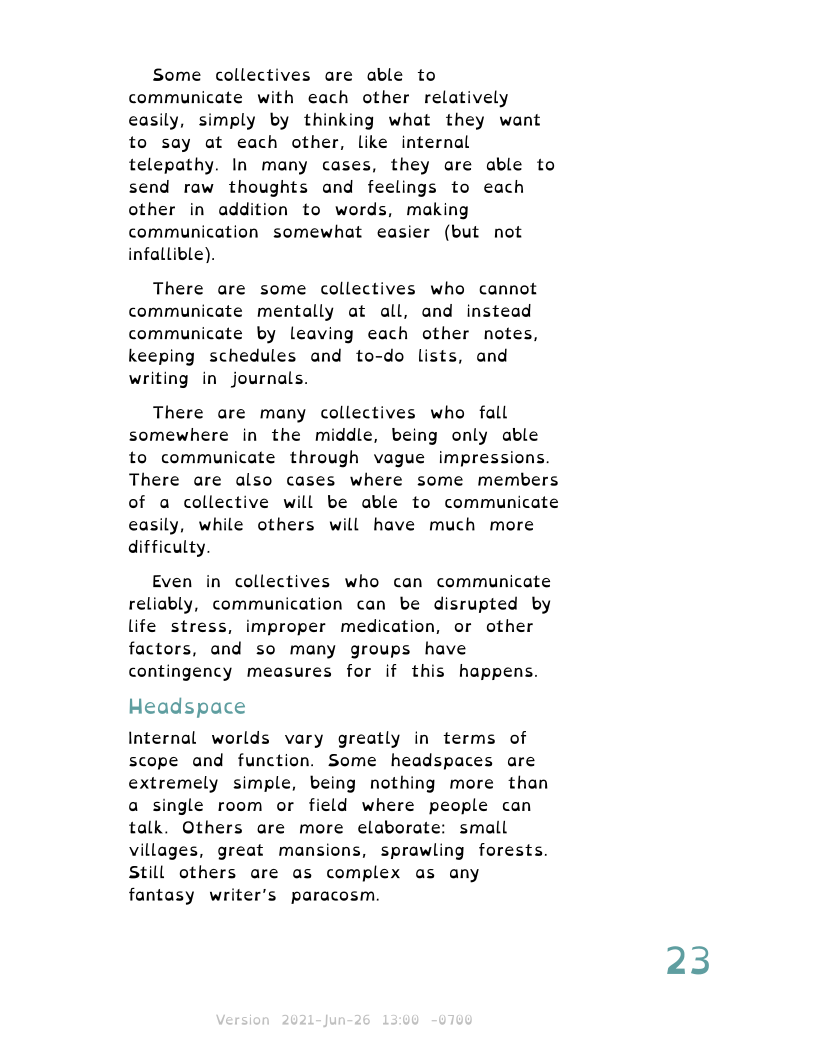 Some collectives are able to
communicate with each other relatively
easily, simply by thinking what they want
to say at each other, like internal
telepathy. In many cases, they are able to
send raw thoughts and feelings to each
other in addition to words, making
communication somewhat easier (but not
infallible).
There are some collectives who cannot
communicate mentally at all, and instead
communicate by leaving each other notes,
keeping schedules and to-do lists, and
writing in journals.
There are many collectives who fall
somewhere in the middle, being only able
to communicate through vague impressions.
There are also cases where some members
of a collective will be able to communicate
easily, while others will have much more
difficulty.
Even in collectives who can communicate
reliably, communication can be disrupted by
life stress, improper medication, or other
factors, and so many groups have
contingency measures for if this happens.
Headspace
Internal worlds vary greatly in terms of
scope and function. Some headspaces are
extremely simple, being nothing more than
a single room or field where people can
talk. Others are more elaborate: small
villages, great mansions, sprawling forests.
Still others are as complex as any
fantasy writer's paracosm.
23
Version 2021-Jun-26 13:00 -0700